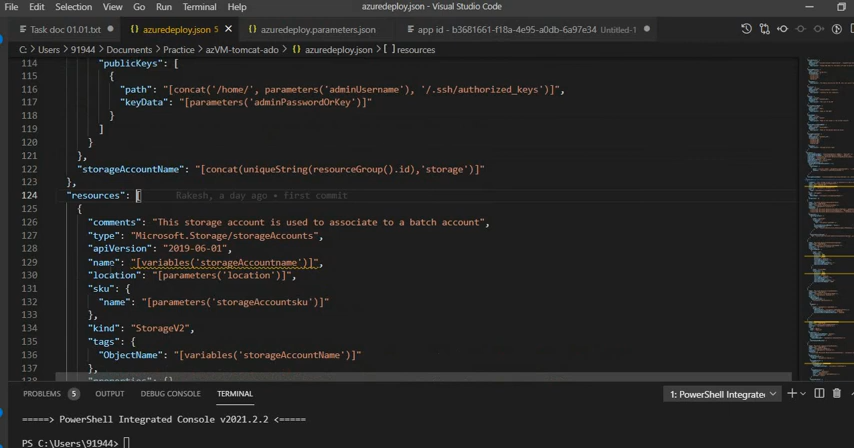 File Edit Selection View Go Run Terminal Help azuredeploy.json - Visual Studio Code
Task doc 01.01.txt azuredeploy.json 5 azuredeploy.parameters.json app id - b3681661-f18a-4e95-a0db-6a97e34 Untitled-1
C: > Users > 91944 > Documents > Practice > azVM-tomcat-ado > {} azuredeploy.json > [ ] resources
114 "publicKeys": [
115 {
116 "path": "[concat('/home/', parameters('adminUsername'), '/.ssh/authorized_keys')]",
117 "keyData": "[parameters('adminPasswordOrKey')]"
118 }
119 ]
120 }
121 },
122 "storageAccountName": "[concat(uniqueString(resourceGroup().id),'storage')]"
123 },
124 "resources": [ Rakesh, a day ago • first commit
125 {
126 "comments": "This storage account is used to associate to a batch account",
127 "type": "Microsoft.Storage/storageAccounts",
128 "apiVersion": "2019-06-01",
129 "name": "[variables('storageAccountname')]",
130 "location": "[parameters('location')]",
131 "sku": {
132 "name": "[parameters('storageAccountsku')]"
133 },
134 "kind": "StorageV2",
135 "tags": {
136 "ObjectName": "[variables('storageAccountName')]"
137 },
138 "properties": {}
PROBLEMS 5 OUTPUT DEBUG CONSOLE TERMINAL 1: PowerShell Integrate
=====> PowerShell Integrated Console v2021.2.2 <=====
PS C:\Users\91944>